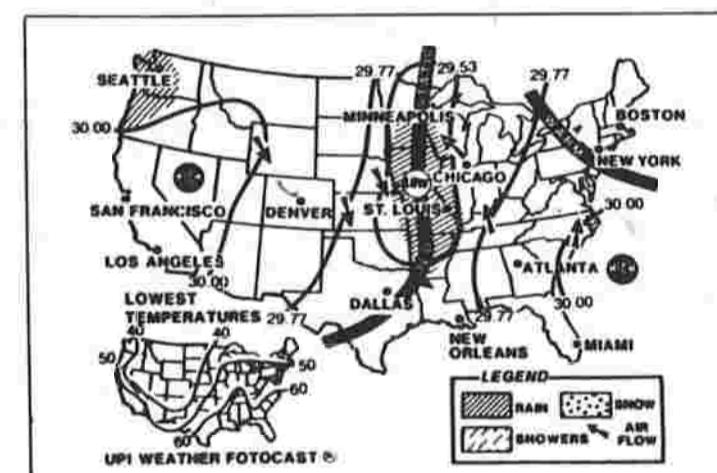 29.77 29.53 29.77
SEATTLE
MINNEAPOLIS
BOSTON
30.00
NEW YORK
CHICAGO
LOW
SAN FRANCISCO
DENVER
ST. LOUIS
30.00
LOS ANGELES
ATLANTA
30.00
30.00
LOWEST
TEMPERATURES
DALLAS
29.77
29.77
NEW
ORLEANS
MIAMI
40 40
50
50
60
60
LEGEND
RAIN
SNOW
SHOWERS
AIR
FLOW
UPI WEATHER FOTOCAST ®